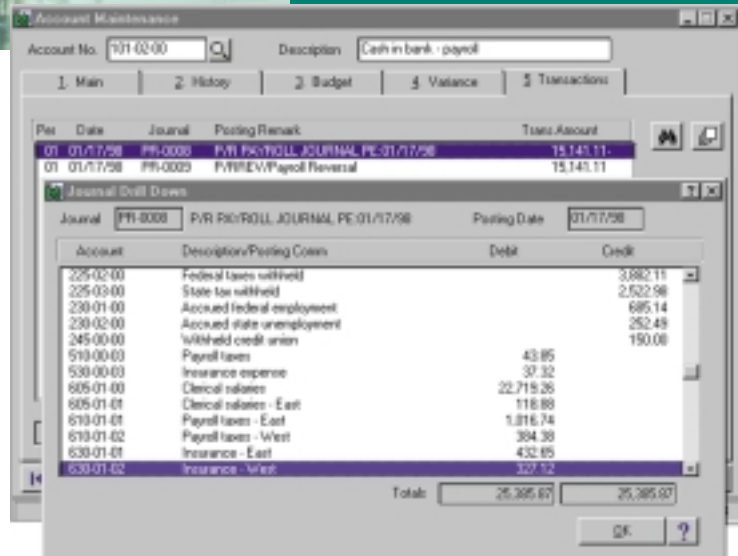 Account Maintenance
Account No. 101-02-00 Description Cash in bank - payroll
1. Main 2. History 3. Budget 4. Variance 5. Transactions
Per Date Journal Posting Remark Trans Amount
01 01/17/98 PR-0008 P/R PAYROLL JOURNAL PE:01/17/98 15,141.11-
01 01/17/98 PR-0009 P/R REV/Payroll Reversal 15,141.11
Journal Drill Down
Journal PR-0008 P/R PAYROLL JOURNAL PE:01/17/98 Posting Date 01/17/98
Account Description/Posting Comm Debit Credit
225-02-00 Federal taxes withheld 3,882.11
225-03-00 State tax withheld 2,522.98
230-01-00 Accrued federal employment 685.14
230-02-00 Accrued state unemployment 252.49
245-00-00 Withheld credit union 150.00
510-00-03 Payroll taxes 43.85
530-00-03 Insurance expense 37.32
605-01-00 Clerical salaries 22,719.26
605-01-01 Clerical salaries - East 118.88
610-01-01 Payroll taxes - East 1,016.74
610-01-02 Payroll taxes - West 384.38
630-01-01 Insurance - East 432.65
630-01-02 Insurance - West 327.12
Totals 25,385.87 25,385.87
OK ?